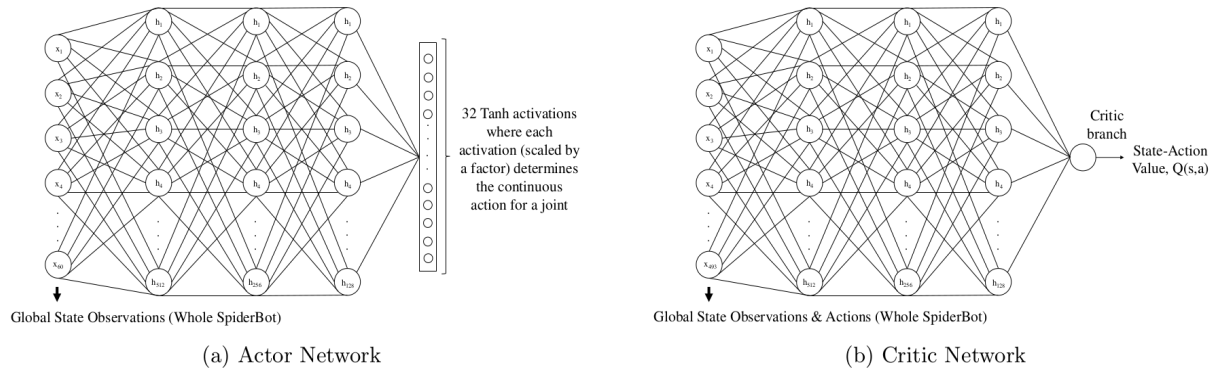 h₁ h₁ h₁
x₁
h₂ h₂ h₂
x₂
h₃ h₃ h₃
x₃
x₄ h₄ h₄ h₄
x₆₀
h₅₁₂ h₂₅₆ h₁₂₈
32 Tanh activations
where each
activation (scaled by
a factor) determines
the continuous
action for a joint
Global State Observations (Whole SpiderBot)
(a) Actor Network
h₁ h₁ h₁
x₁
h₂ h₂ h₂
x₂
h₃ h₃ h₃
x₃
x₄ h₄ h₄ h₄
x₄₉₃
h₅₁₂ h₂₅₆ h₁₂₈
Critic
branch
State-Action
Value, Q(s,a)
Global State Observations & Actions (Whole SpiderBot)
(b) Critic Network